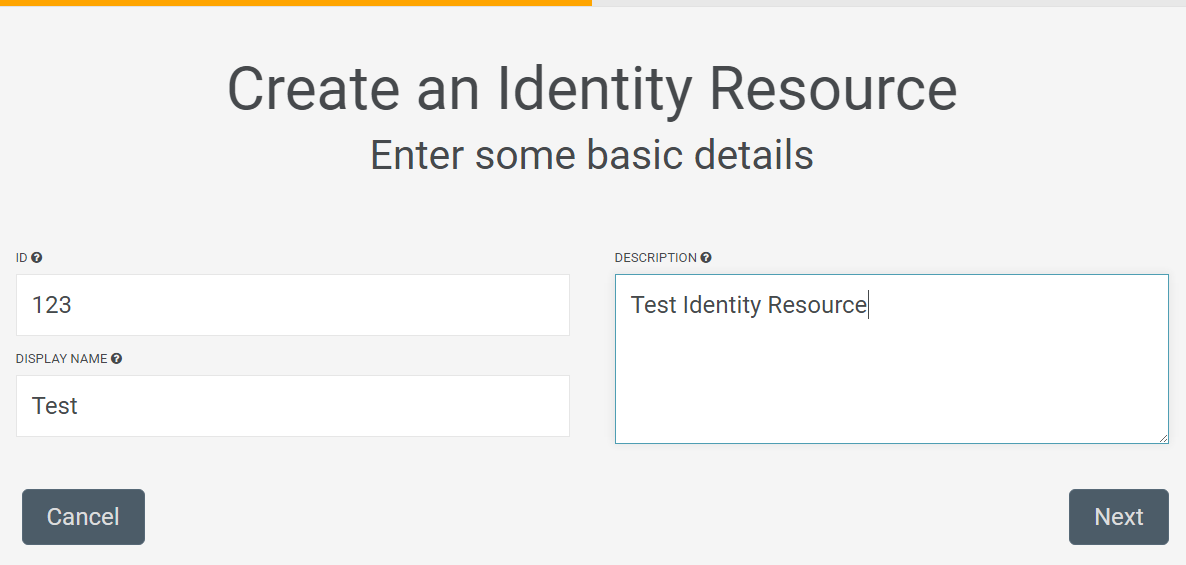 Create an Identity Resource
Enter some basic details
ID
123
DISPLAY NAME
Test
DESCRIPTION
Test Identity Resource
Cancel
Next